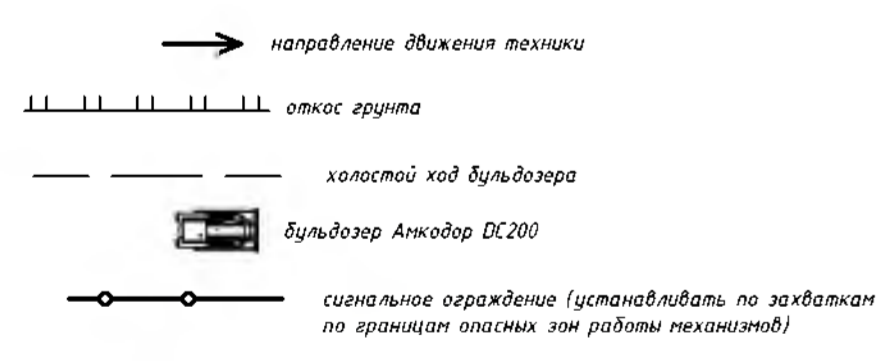 направление движения техники
откос грунта
холостой ход бульдозера
бульдозер Амкодор DC200
сигнальное ограждение (устанавливать по захваткам
по границам опасных зон работы механизмов)